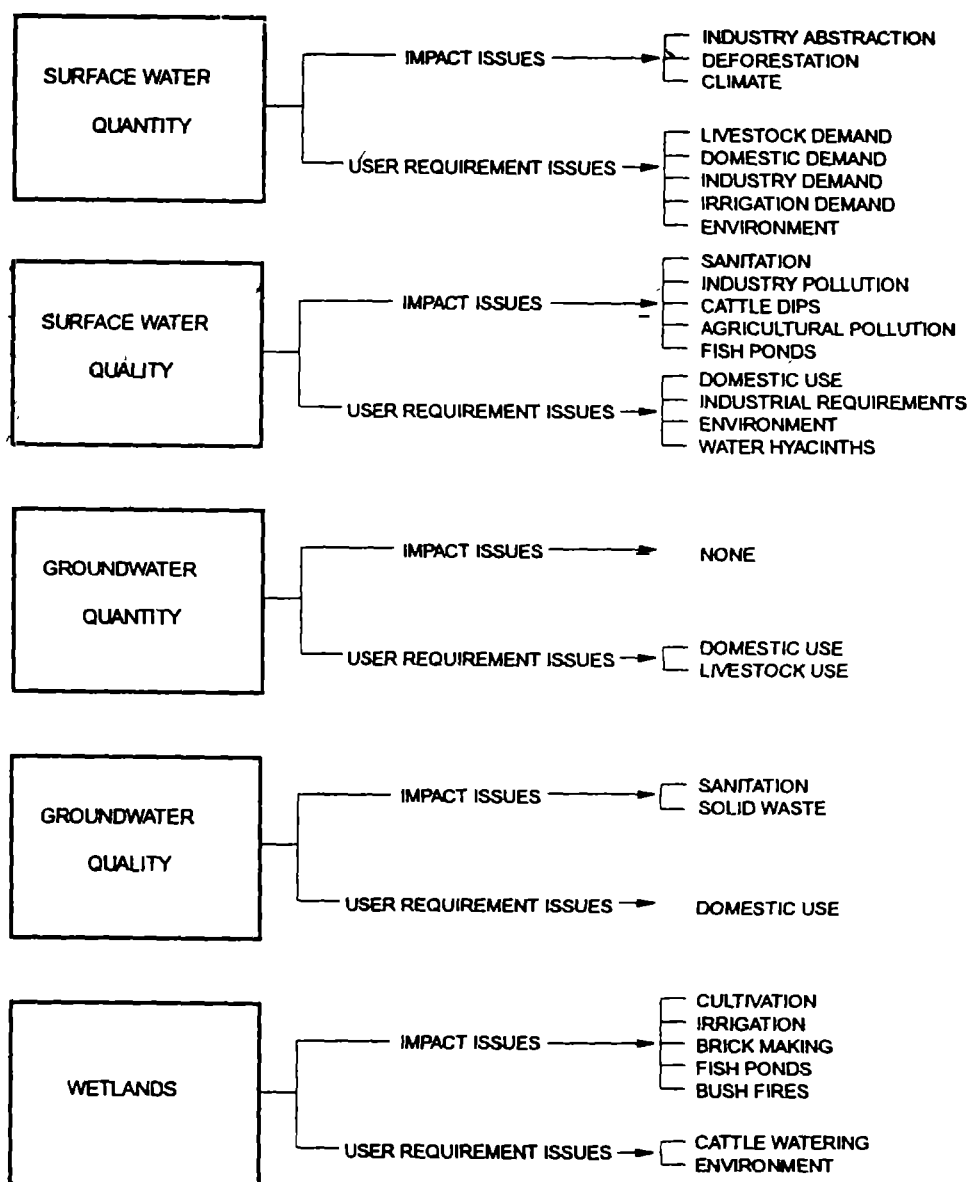 SURFACE WATER
QUANTITY
IMPACT ISSUES
INDUSTRY ABSTRACTION
DEFORESTATION
CLIMATE
USER REQUIREMENT ISSUES
LIVESTOCK DEMAND
DOMESTIC DEMAND
INDUSTRY DEMAND
IRRIGATION DEMAND
ENVIRONMENT
SURFACE WATER
QUALITY
IMPACT ISSUES
SANITATION
INDUSTRY POLLUTION
CATTLE DIPS
AGRICULTURAL POLLUTION
FISH PONDS
USER REQUIREMENT ISSUES
DOMESTIC USE
INDUSTRIAL REQUIREMENTS
ENVIRONMENT
WATER HYACINTHS
GROUNDWATER
QUANTITY
IMPACT ISSUES
NONE
USER REQUIREMENT ISSUES
DOMESTIC USE
LIVESTOCK USE
GROUNDWATER
QUALITY
IMPACT ISSUES
SANITATION
SOLID WASTE
USER REQUIREMENT ISSUES
DOMESTIC USE
WETLANDS
IMPACT ISSUES
CULTIVATION
IRRIGATION
BRICK MAKING
FISH PONDS
BUSH FIRES
USER REQUIREMENT ISSUES
CATTLE WATERING
ENVIRONMENT